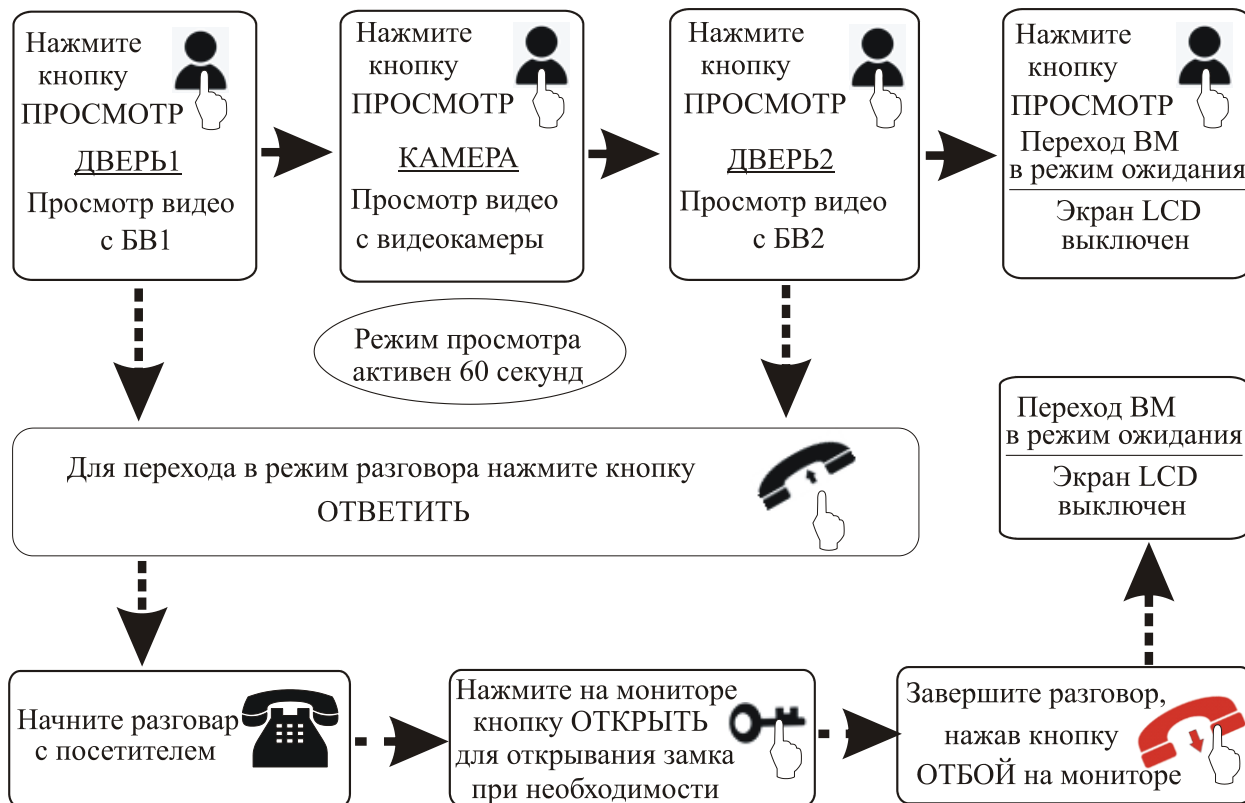 Нажмите
кнопку
ПРОСМОТР
ДВЕРЬ1
Просмотр видео
с БВ1
Нажмите
кнопку
ПРОСМОТР
КАМЕРА
Просмотр видео
с видеокамеры
Нажмите
кнопку
ПРОСМОТР
ДВЕРЬ2
Просмотр видео
с БВ2
Нажмите
кнопку
ПРОСМОТР
Переход ВМ
в режим ожидания
Экран LCD
выключен
Режим просмотра
активен 60 секунд
Для перехода в режим разговора нажмите кнопку
ОТВЕТИТЬ
Переход ВМ
в режим ожидания
Экран LCD
выключен
Начните разговар
с посетителем
Нажмите на мониторе
кнопку ОТКРЫТЬ
для открывания замка
при необходимости
Завершите разговор,
нажав кнопку
ОТБОЙ на мониторе